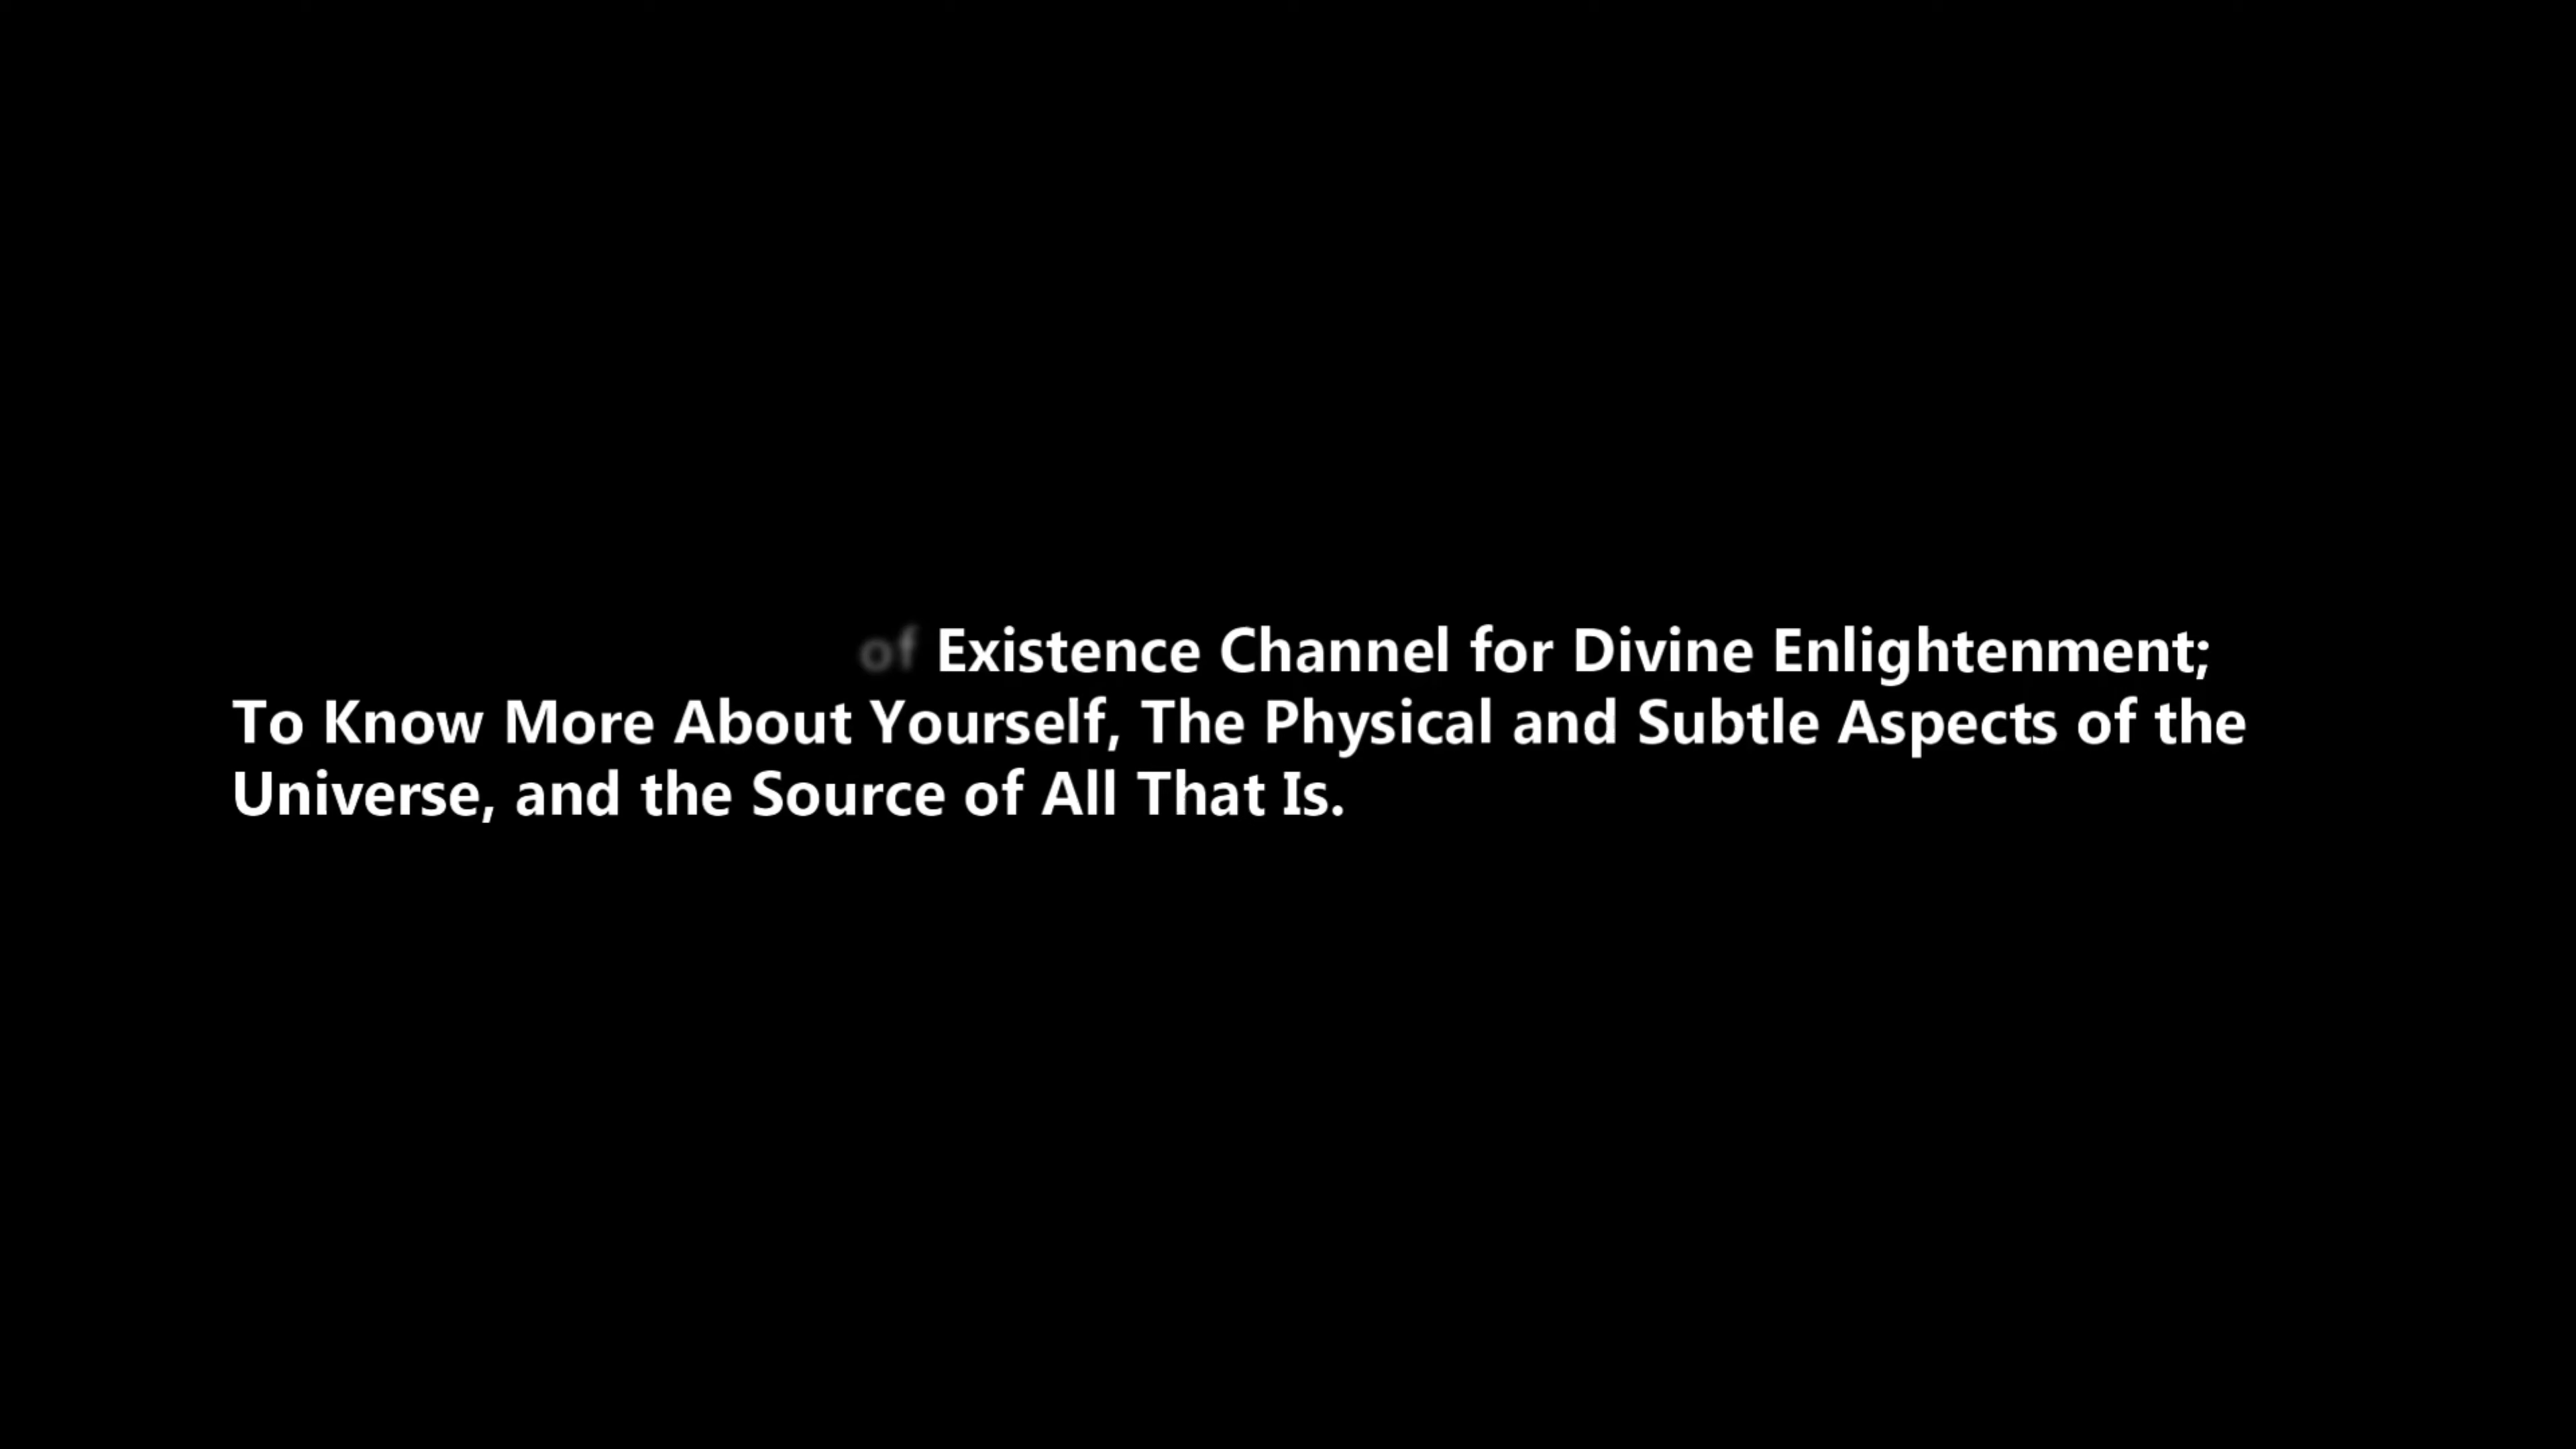 of Existence Channel for Divine Enlightenment;
To Know More About Yourself, The Physical and Subtle Aspects of the
Universe, and the Source of All That Is.